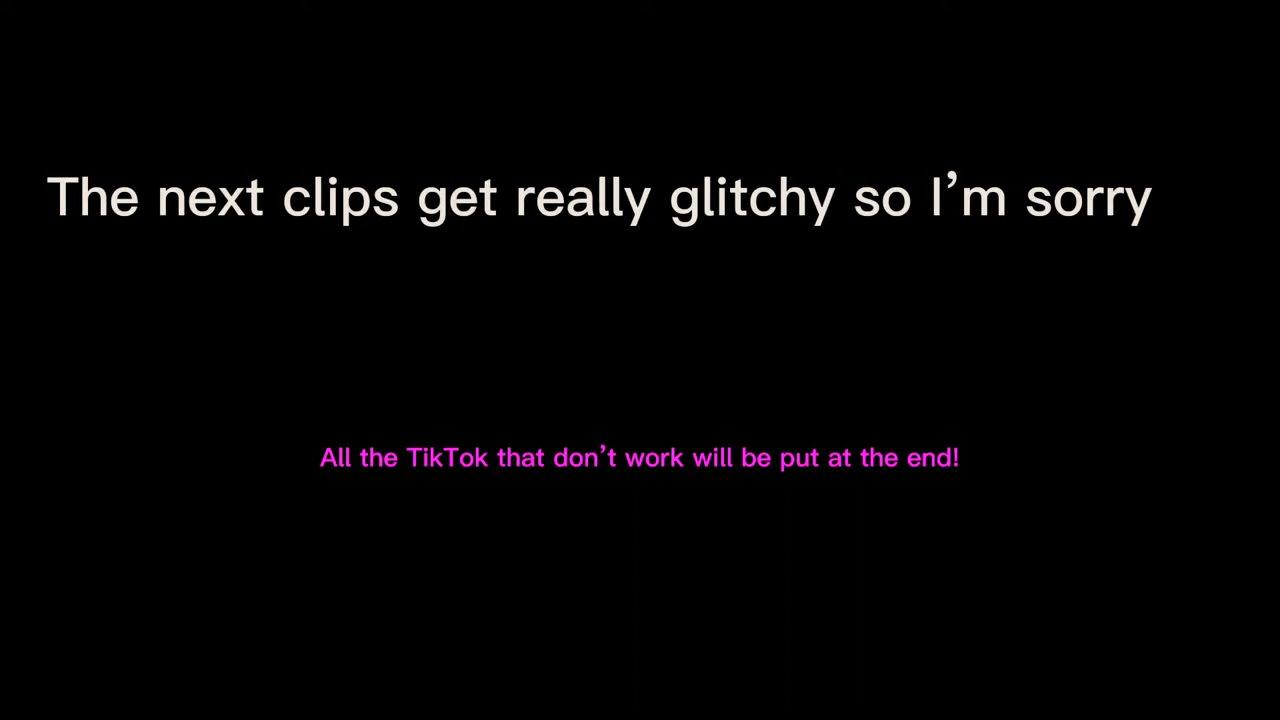 The next clips get really glitchy so I’m sorry
All the TikTok that don’t work will be put at the end!